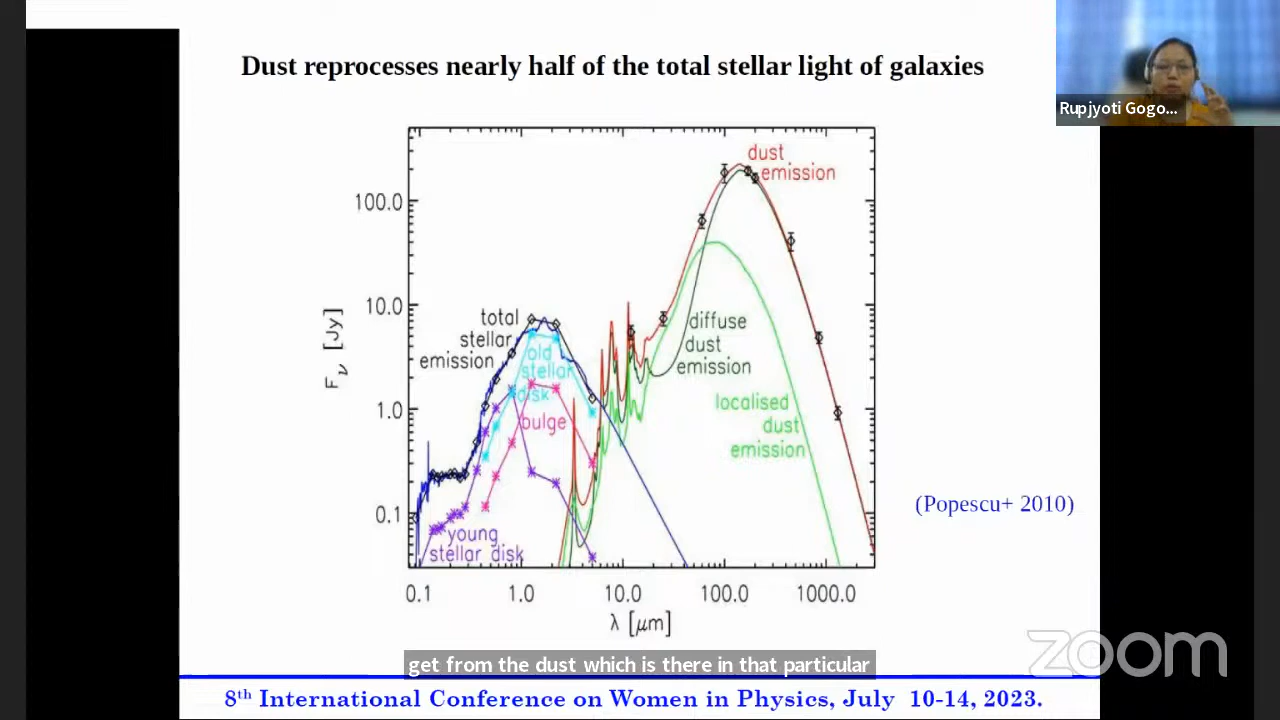 Dust reprocesses nearly half of the total stellar light of galaxies
Rupjyoti Gogo...
dust
emission
100.0
10.0
1.0
0.1
Fν [Jy]
total
stellar
emission
old
stellar
disk
bulge
young
stellar disk
diffuse
dust
emission
localised
dust
emission
(Popescu+ 2010)
0.1 1.0 10.0 100.0 1000.0
λ [μm]
get from the dust which is there in that particular
zoom
8th International Conference on Women in Physics, July 10-14, 2023.